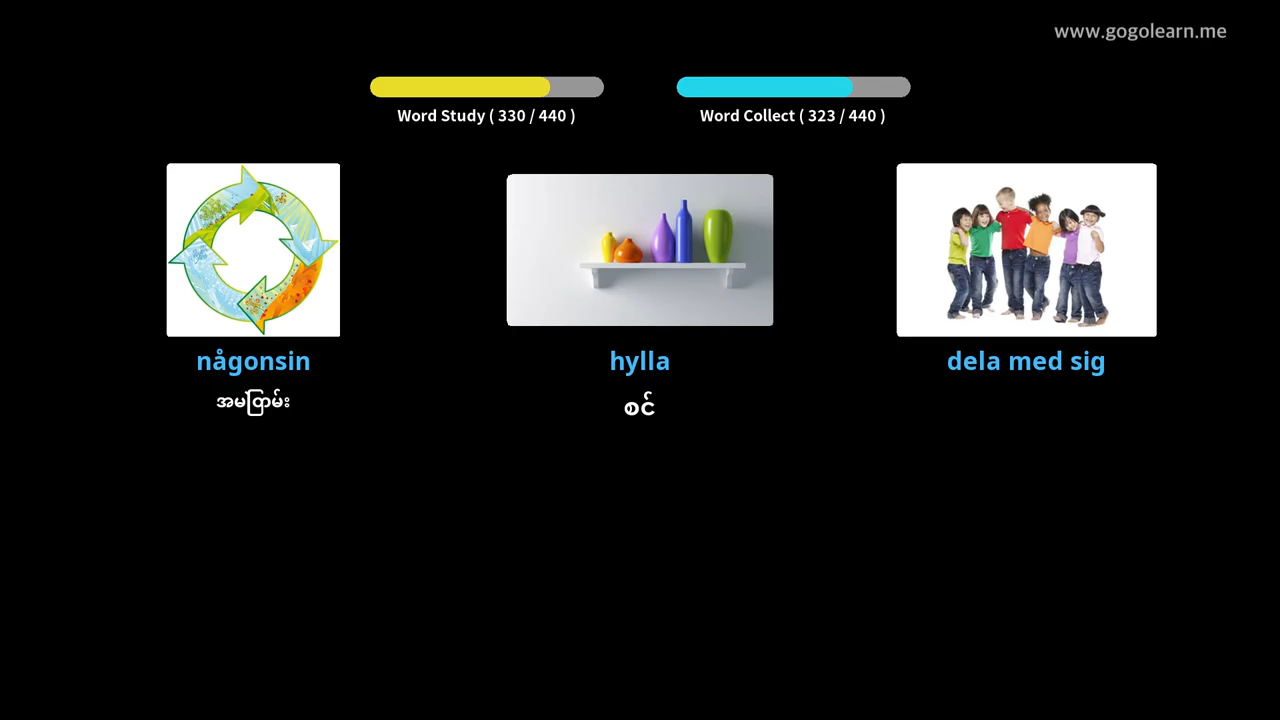 www.gogolearn.me
Word Study ( 330 / 440 )
Word Collect ( 323 / 440 )
någonsin
hylla
dela med sig
အမြဲတမ်း
စင်